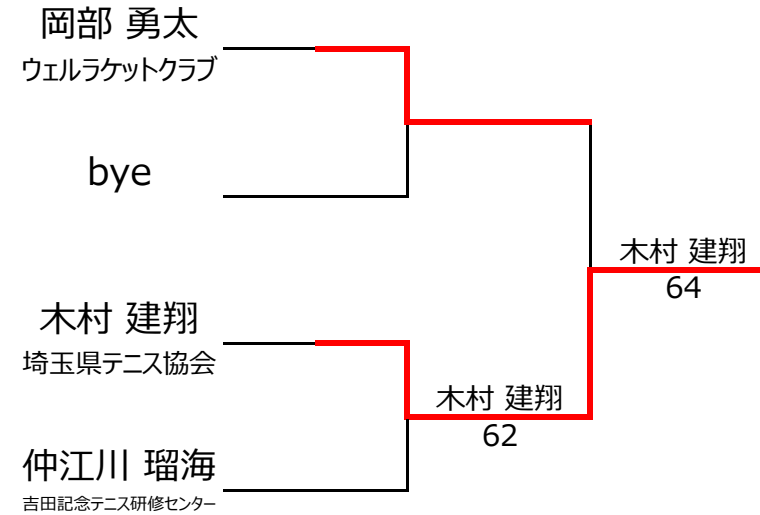 岡部 勇太
ウェルラケットクラブ
bye
木村 建翔
64
木村 建翔
埼玉県テニス協会
木村 建翔
62
仲江川 瑠海
吉田記念テニス研修センター